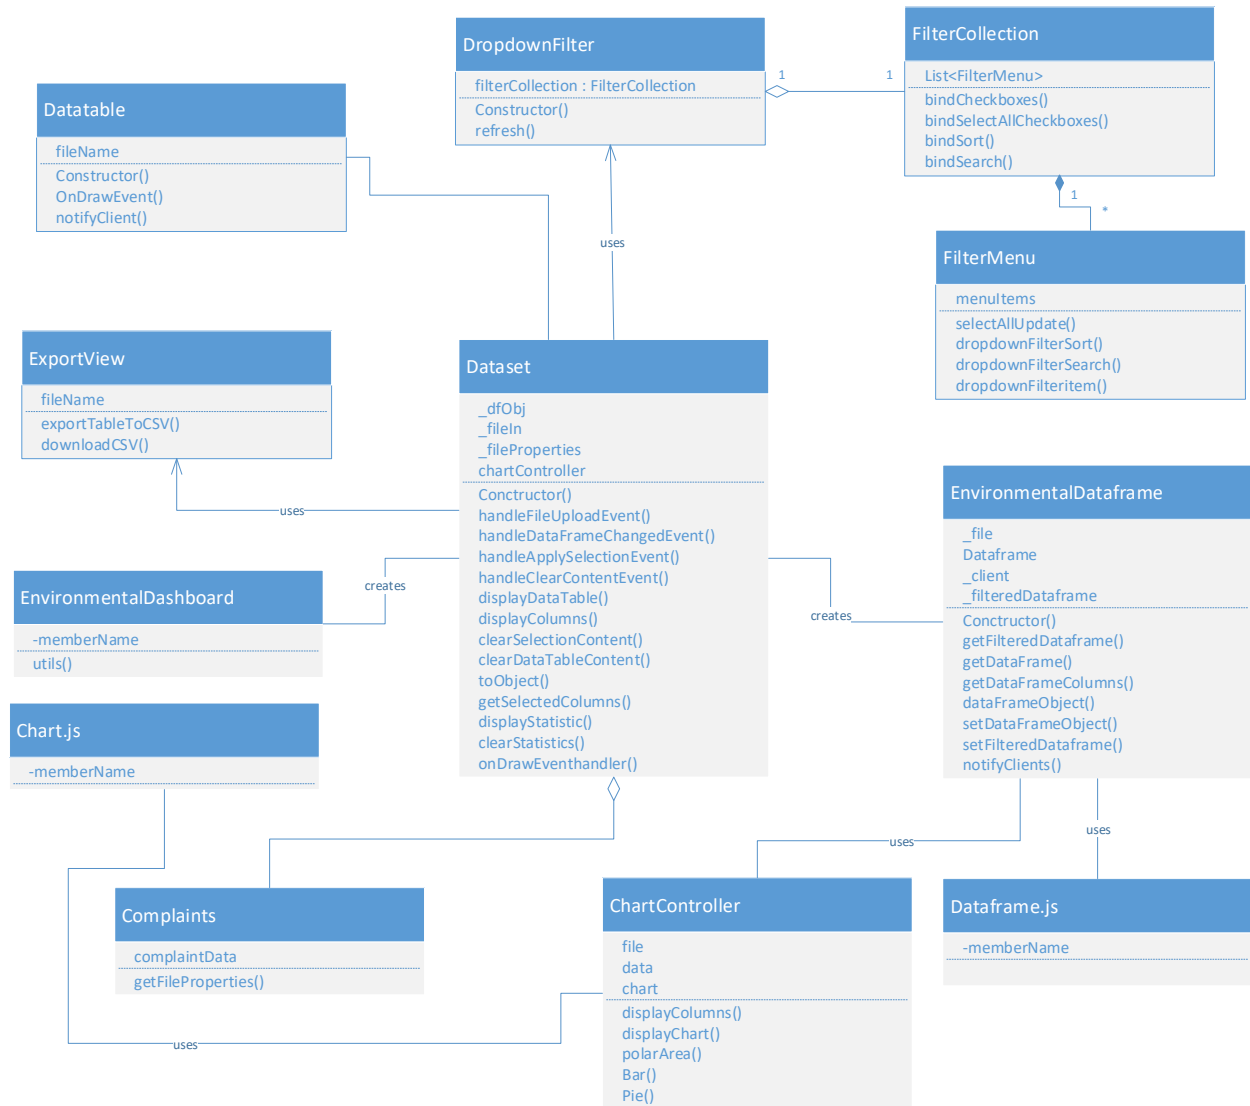 DropdownFilter
filterCollection : FilterCollection
Constructor()
refresh()
1
1
FilterCollection
List<FilterMenu>
bindCheckboxes()
bindSelectAllCheckboxes()
bindSort()
bindSearch()
1
*
Datatable
fileName
Constructor()
OnDrawEvent()
notifyClient()
uses
FilterMenu
menuItems
selectAllUpdate()
dropdownFilterSort()
dropdownFilterSearch()
dropdownFilteritem()
ExportView
fileName
exportTableToCSV()
downloadCSV()
uses
Dataset
_dfObj
_fileIn
_fileProperties
chartController
Conctructor()
handleFileUploadEvent()
handleDataFrameChangedEvent()
handleApplySelectionEvent()
handleClearContentEvent()
displayDataTable()
displayColumns()
clearSelectionContent()
clearDataTableContent()
toObject()
getSelectedColumns()
displayStatistic()
clearStatistics()
onDrawEventhandler()
creates
creates
EnvironmentalDataframe
_file
Dataframe
_client
_filteredDataframe
Conctructor()
getFilteredDataframe()
getDataFrame()
getDataFrameColumns()
dataFrameObject()
setDataFrameObject()
setFilteredDataframe()
notifyClients()
EnvironmentalDashboard
-memberName
utils()
Chart.js
-memberName
uses
uses
Complaints
complaintData
getFileProperties()
ChartController
file
data
chart
displayColumns()
displayChart()
polarArea()
Bar()
Pie()
Dataframe.js
-memberName
uses